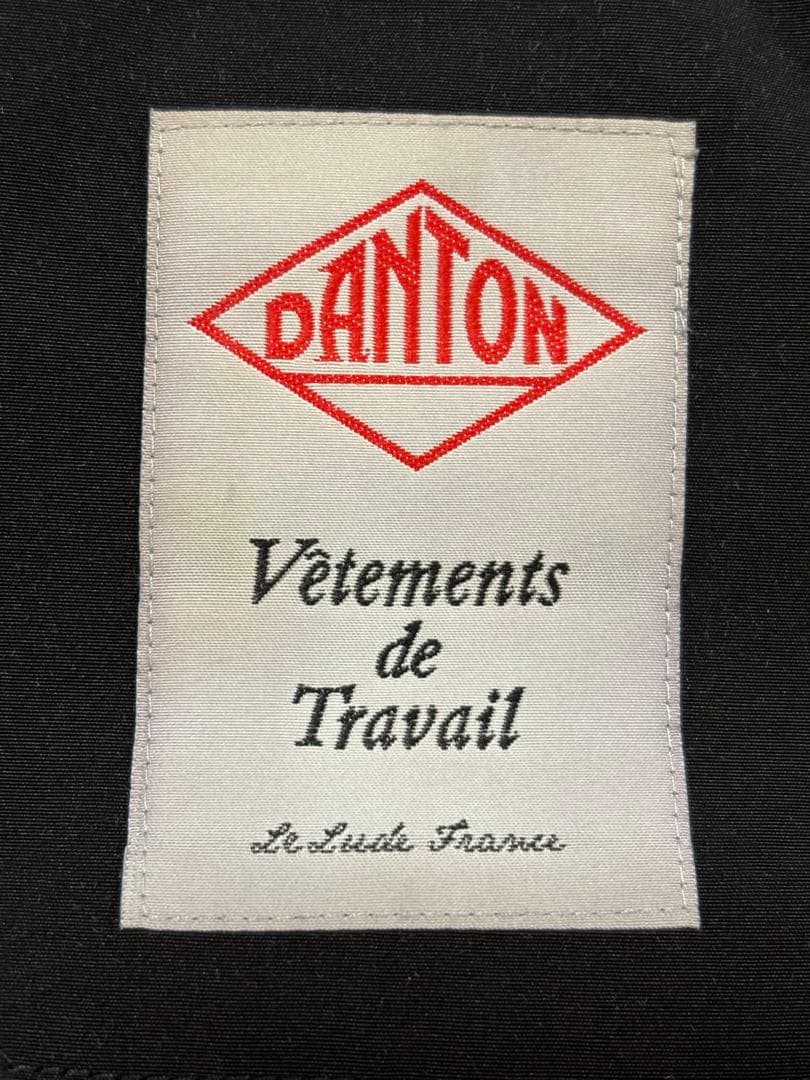 DANTON
Vêtements
de
Travail
Le Lude France